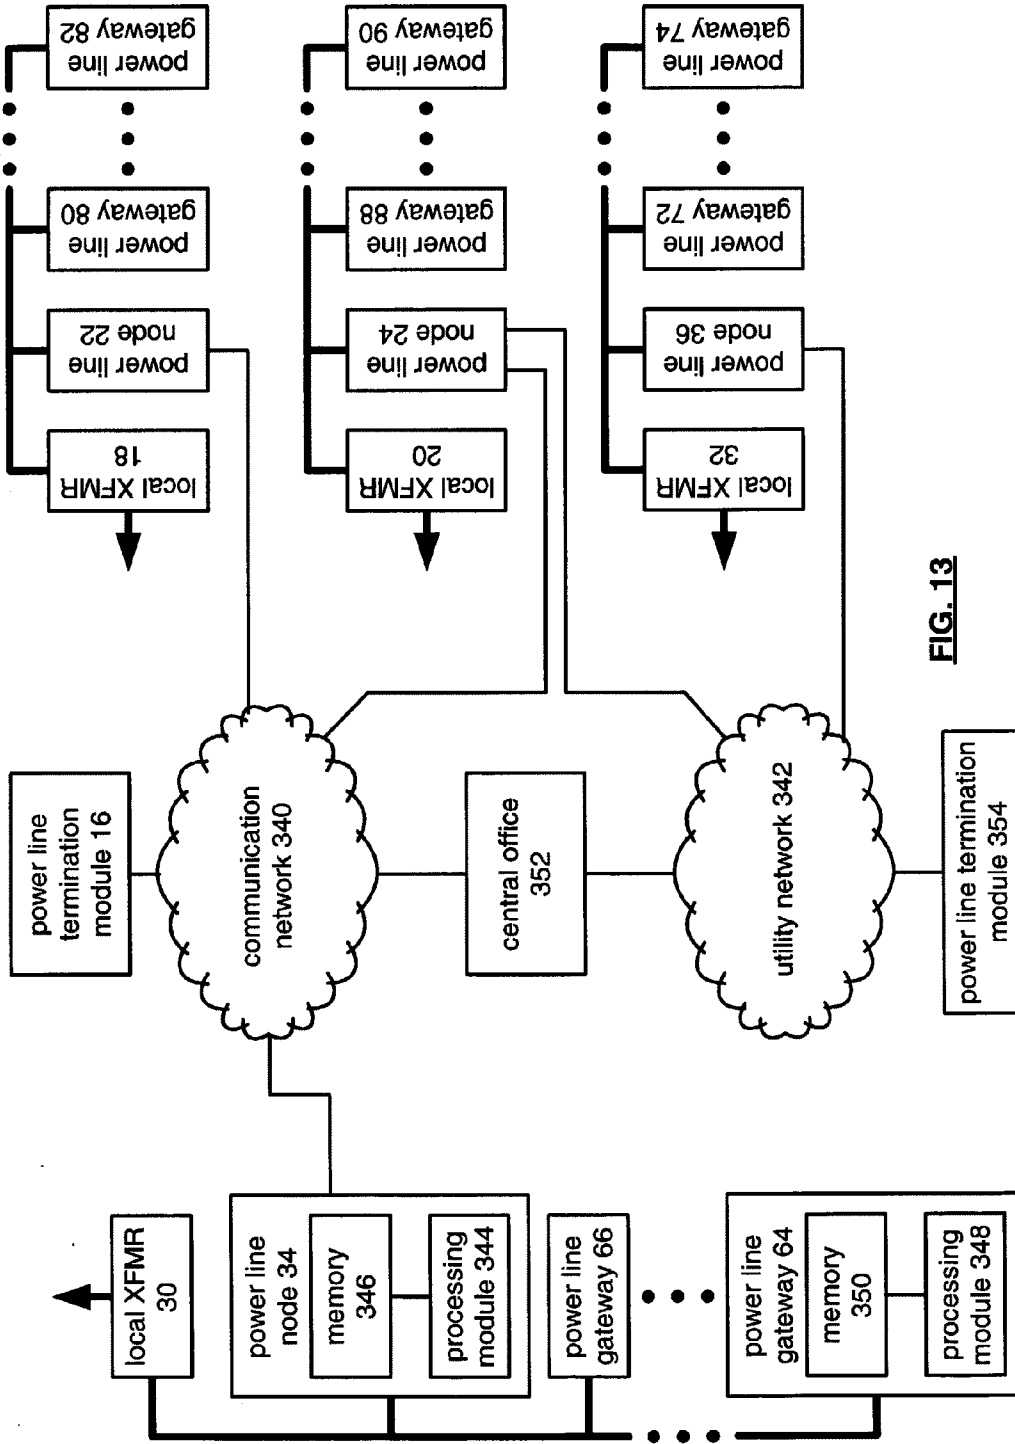 local XFMR
30
power line
node 34
memory
346
processing
module 344
power line
gateway 66
power line
gateway 64
memory
350
processing
module 348
power line
termination
module 16
communication
network 340
central office
352
utility network 342
power line termination
module 354
local XFMR
18
power line
node 22
power line
gateway 80
power line
gateway 82
local XFMR
20
power line
node 24
power line
gateway 88
power line
gateway 90
local XFMR
32
power line
node 36
power line
gateway 72
power line
gateway 74
FIG. 13